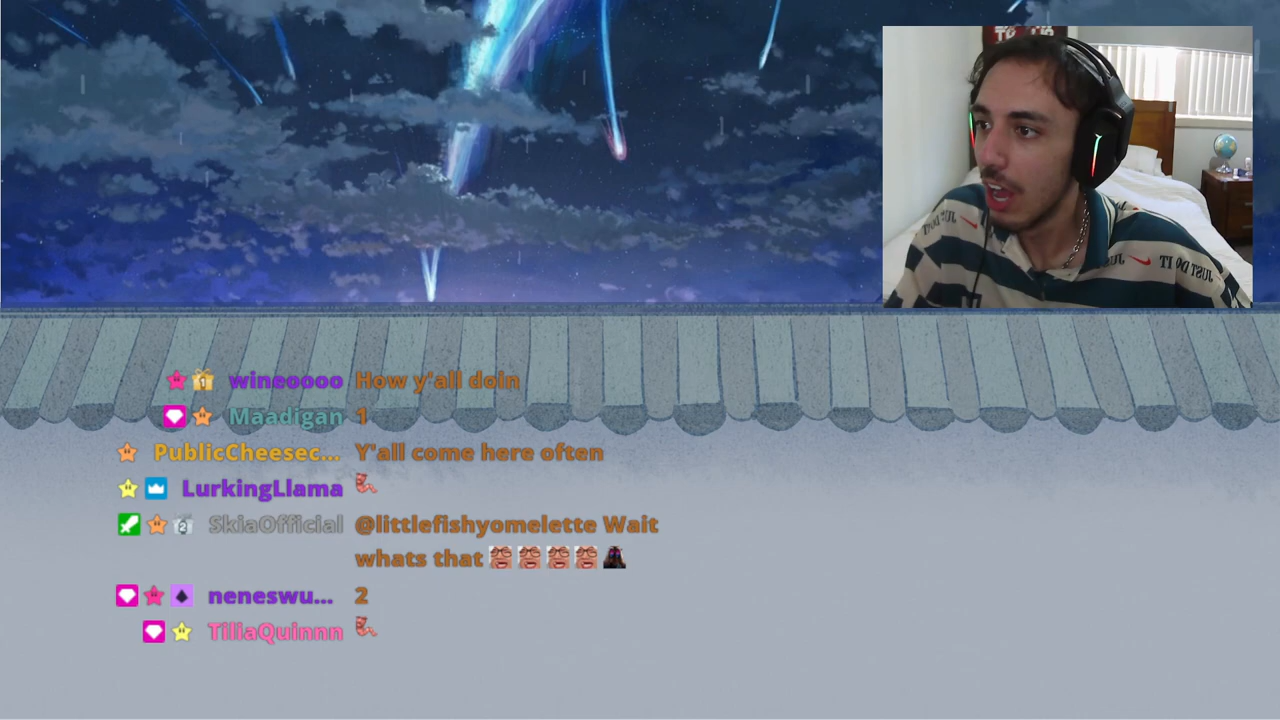 wineoooo How y'all doin
Maadigan 1
PublicCheesec... Y'all come here often
LurkingLlama
SkiaOfficial @littlefishyomelette Wait
whats that
neneswu... 2
TiliaQuinnn